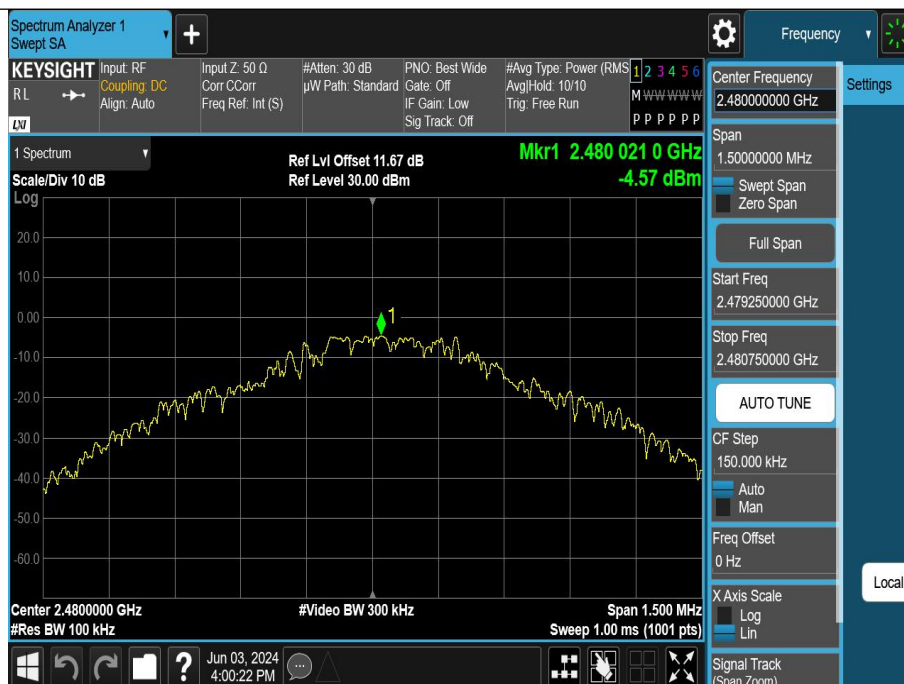 Spectrum Analyzer 1
Swept SA
Frequency
KEYSIGHT
R L
LXI
Input: RF
Coupling: DC
Align: Auto
Input Z: 50 Ω
Corr CCorr
Freq Ref: Int (S)
#Atten: 30 dB
µW Path: Standard
PNO: Best Wide
Gate: Off
IF Gain: Low
Sig Track: Off
#Avg Type: Power (RMS
Avg|Hold: 10/10
Trig: Free Run
1 2 3 4 5 6
M W W W W W
P P P P P P
1 Spectrum
Scale/Div 10 dB
Log
Ref Lvl Offset 11.67 dB
Ref Level 30.00 dBm
Mkr1 2.480 021 0 GHz
-4.57 dBm
20.0
10.0
0.00
-10.0
-20.0
-30.0
-40.0
-50.0
-60.0
1
Center 2.4800000 GHz
#Res BW 100 kHz
#Video BW 300 kHz
Span 1.500 MHz
Sweep 1.00 ms (1001 pts)
Jun 03, 2024
4:00:22 PM
Center Frequency
2.480000000 GHz
Span
1.50000000 MHz
Swept Span
Zero Span
Full Span
Start Freq
2.479250000 GHz
Stop Freq
2.480750000 GHz
AUTO TUNE
CF Step
150.000 kHz
Auto
Man
Freq Offset
0 Hz
X Axis Scale
Log
Lin
Signal Track
(Span Zoom)
Settings
Local